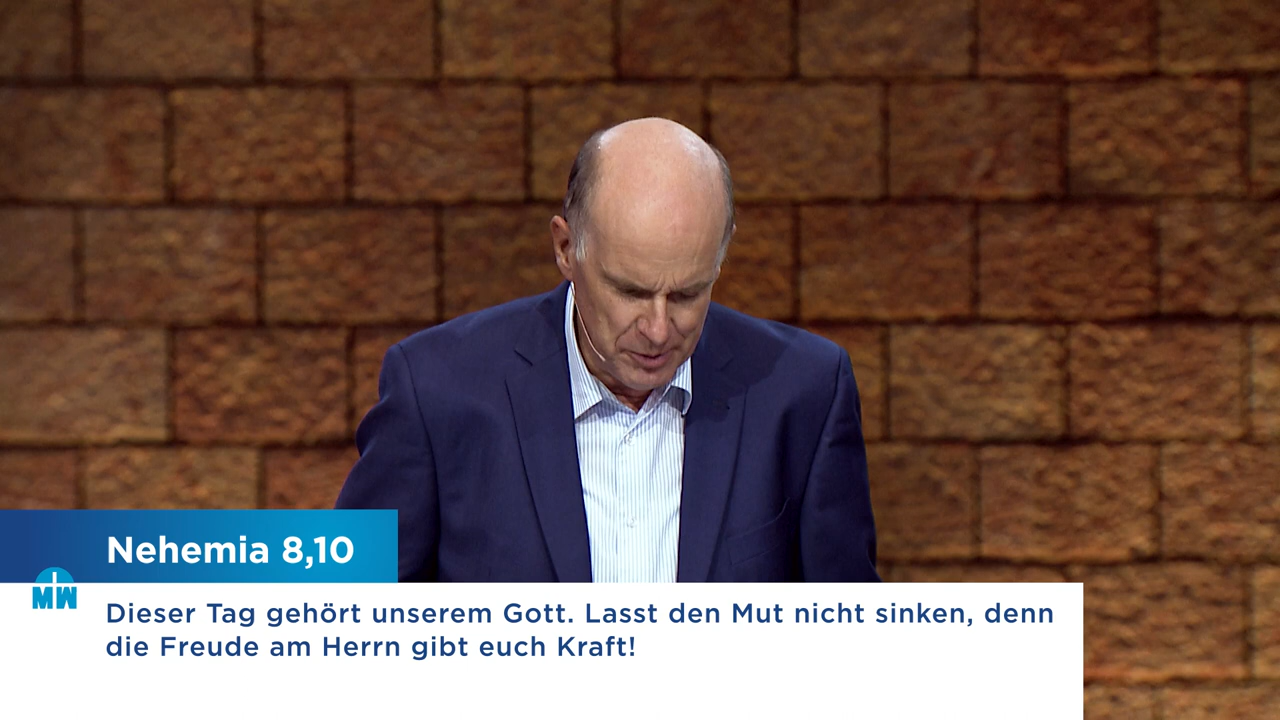 Nehemia 8,10
MW
Dieser Tag gehört unserem Gott. Lasst den Mut nicht sinken, denn
die Freude am Herrn gibt euch Kraft!